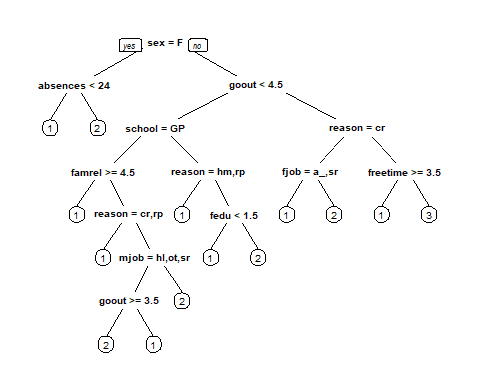 yes sex = F no
absences < 24 goout < 4.5
1 2 school = GP reason = cr
famrel >= 4.5 reason = hm,rp fjob = a_,sr freetime >= 3.5
1 reason = cr,rp 1 fedu < 1.5 1 2 1 3
1 mjob = hl,ot,sr 1 2
goout >= 3.5 2
2 1